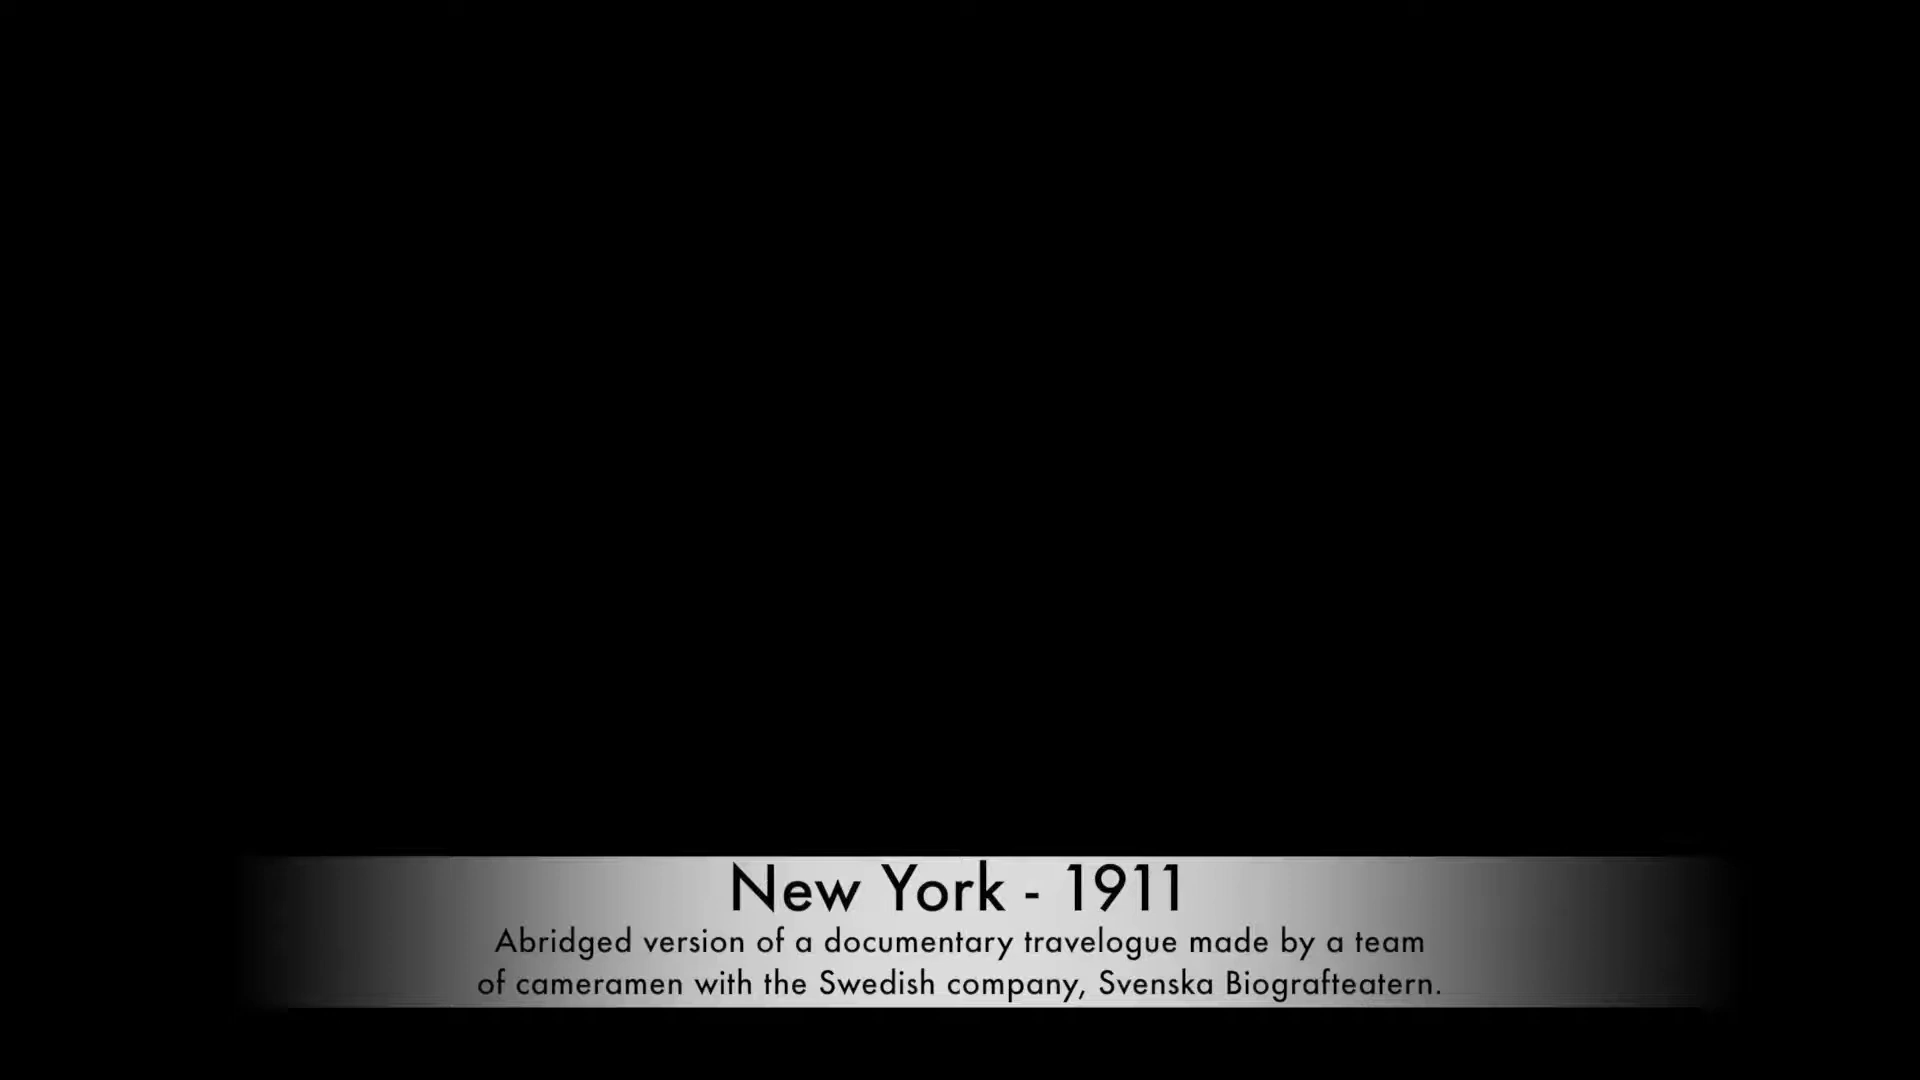 New York - 1911
Abridged version of a documentary travelogue made by a team
of cameramen with the Swedish company, Svenska Biografteatern.